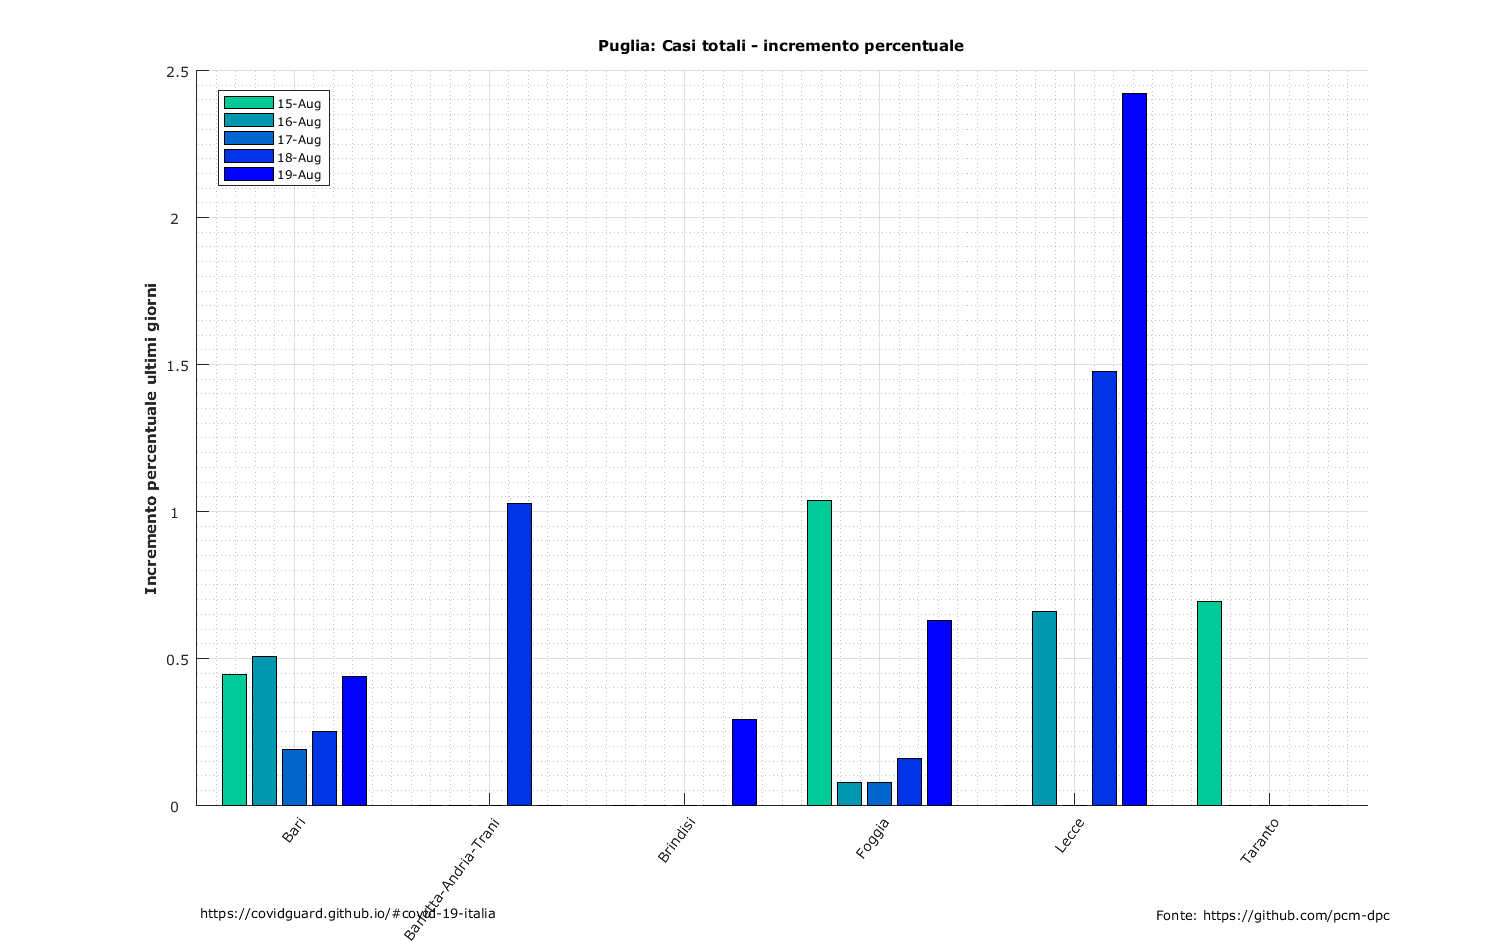 Puglia: Casi totali - incremento percentuale
Incremento percentuale ultimi giorni
2.5
2
1.5
1
0.5
0
15-Aug
16-Aug
17-Aug
18-Aug
19-Aug
Bari
Barletta-Andria-Trani
Brindisi
Foggia
Lecce
Taranto
https://covidguard.github.io/#covid-19-italia
Fonte: https://github.com/pcm-dpc